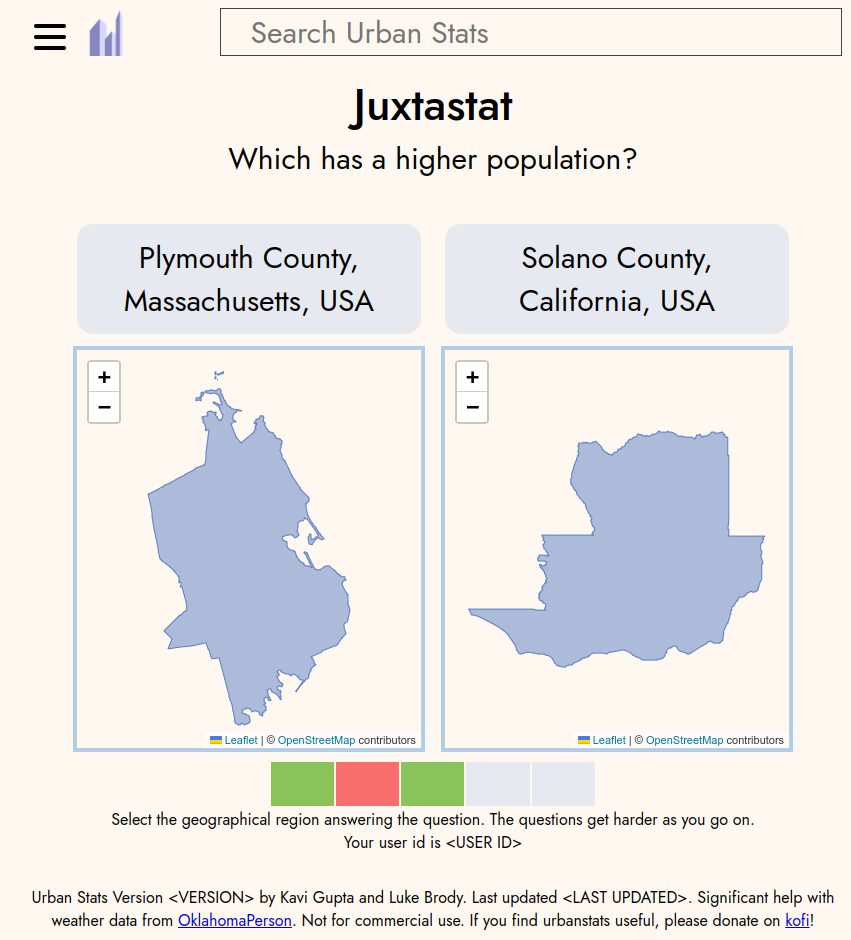 Search Urban Stats
Juxtastat
Which has a higher population?
Plymouth County,
Massachusetts, USA
Solano County,
California, USA
+
−
+
−
Leaflet | © OpenStreetMap contributors
Leaflet | © OpenStreetMap contributors
Select the geographical region answering the question. The questions get harder as you go on.
Your user id is <USER ID>
Urban Stats Version <VERSION> by Kavi Gupta and Luke Brody. Last updated <LAST UPDATED>. Significant help with
weather data from OklahomaPerson. Not for commercial use. If you find urbanstats useful, please donate on kofi!